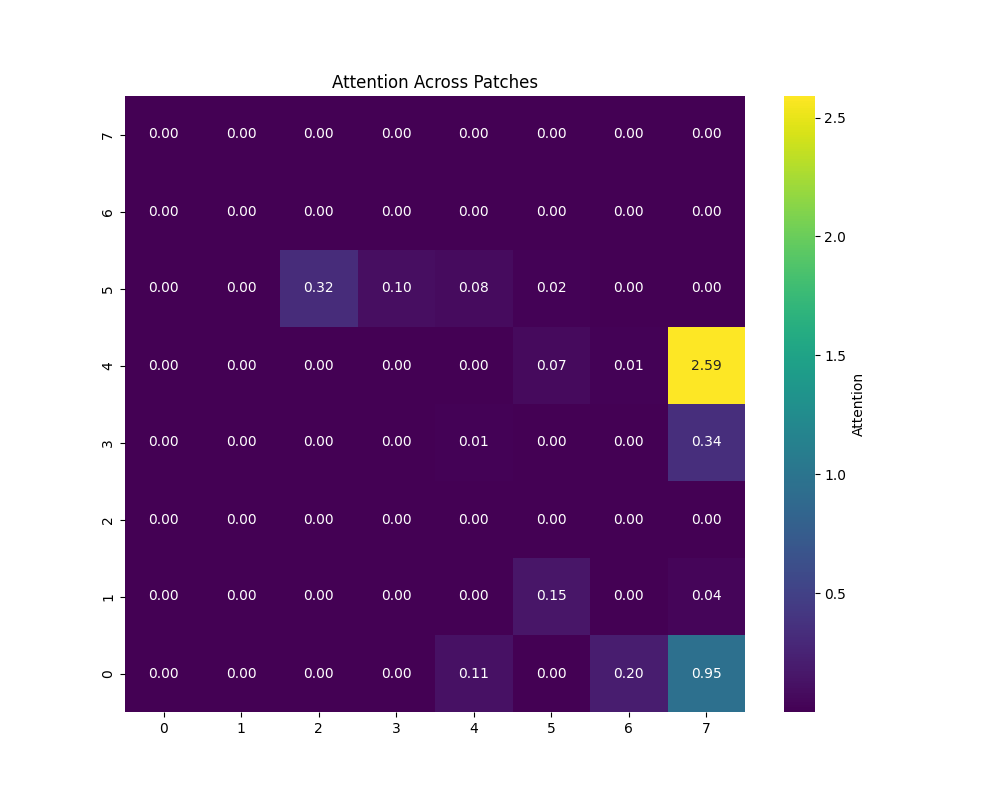 Attention Across Patches
7 0.00 0.00 0.00 0.00 0.00 0.00 0.00 0.00
6 0.00 0.00 0.00 0.00 0.00 0.00 0.00 0.00
5 0.00 0.00 0.32 0.10 0.08 0.02 0.00 0.00
4 0.00 0.00 0.00 0.00 0.00 0.07 0.01 2.59
3 0.00 0.00 0.00 0.00 0.01 0.00 0.00 0.34
2 0.00 0.00 0.00 0.00 0.00 0.00 0.00 0.00
1 0.00 0.00 0.00 0.00 0.00 0.15 0.00 0.04
0 0.00 0.00 0.00 0.00 0.11 0.00 0.20 0.95
0 1 2 3 4 5 6 7
2.5
2.0
1.5
1.0
0.5
Attention